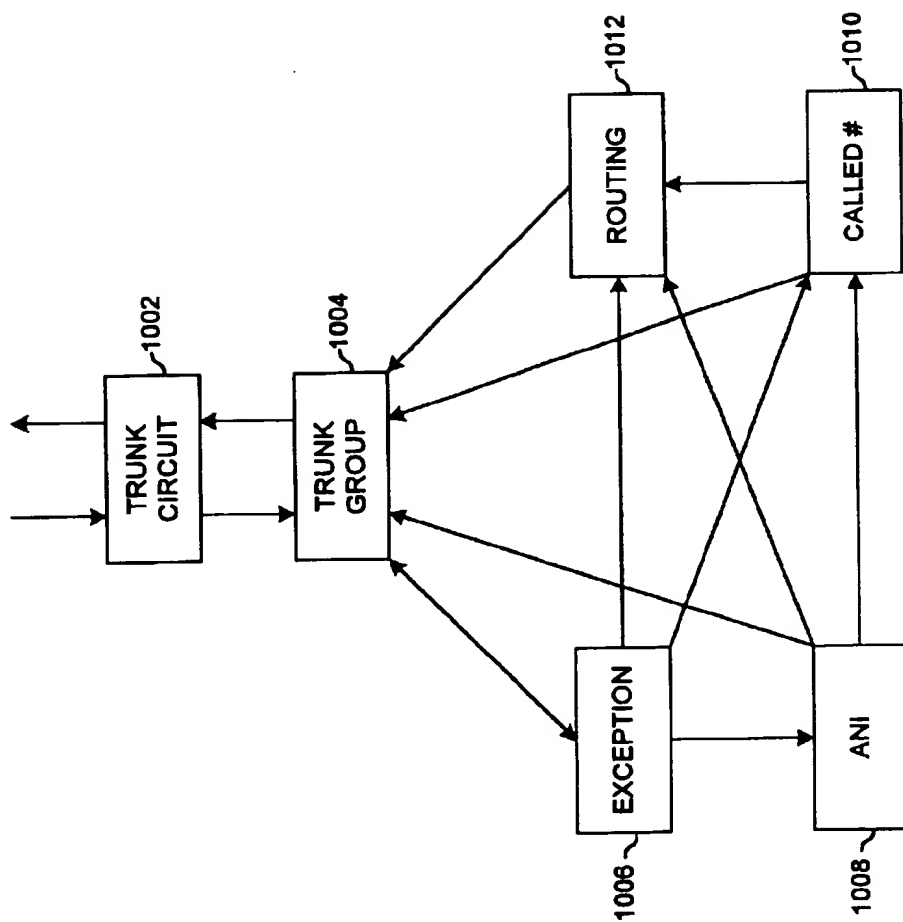 1002
TRUNK
CIRCUIT
1004
TRUNK
GROUP
1006
EXCEPTION
1012
ROUTING
1008
ANI
1010
CALLED #